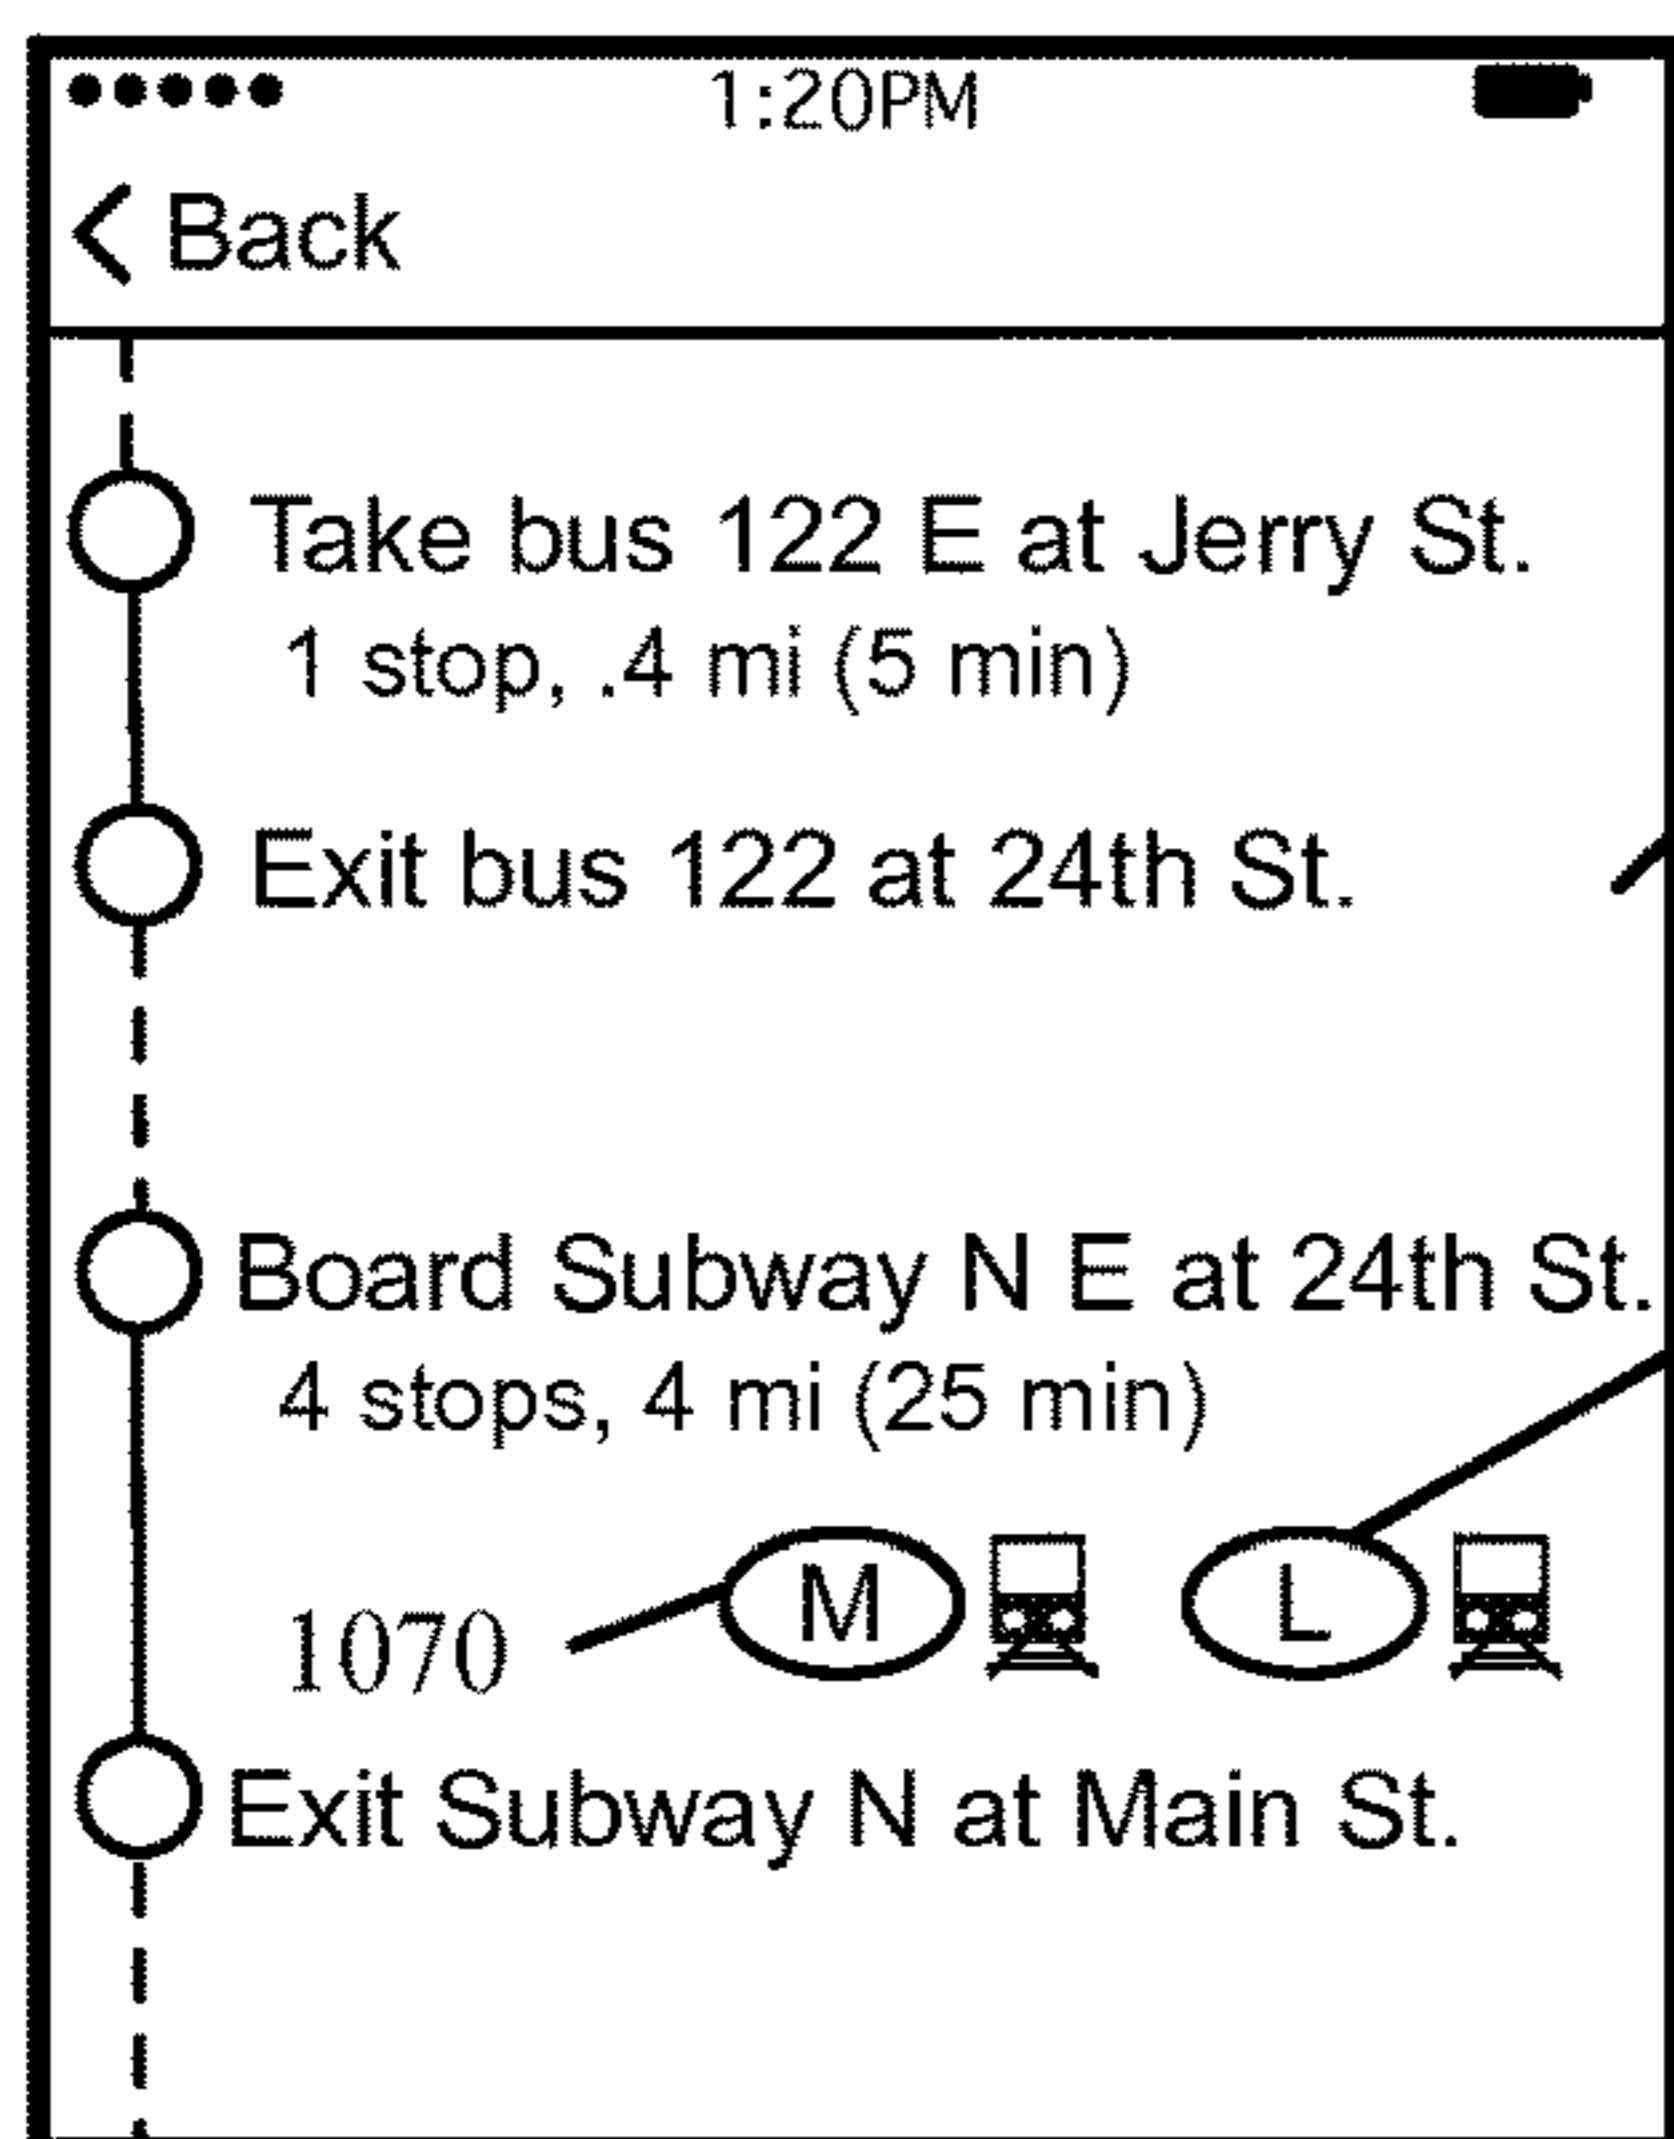 1:20PM
Back
Take bus 122 E at Jerry St.
1 stop, .4 mi (5 min)
Exit bus 122 at 24th St.
Board Subway N E at 24th St.
4 stops, 4 mi (25 min)
1070 M L
Exit Subway N at Main St.